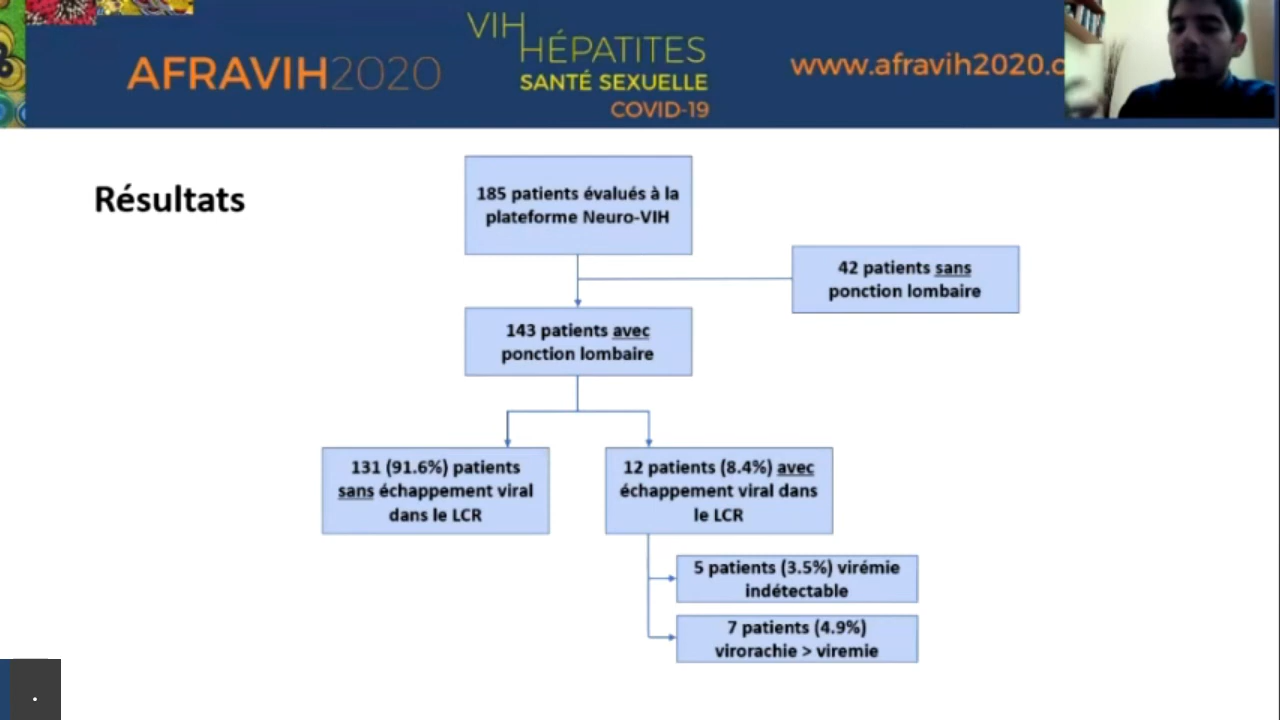 VIH
HÉPATITES
SANTÉ SEXUELLE
COVID-19
AFRAVIH2020
www.afravih2020.c
Résultats
185 patients évalués à la
plateforme Neuro-VIH
42 patients sans
ponction lombaire
143 patients avec
ponction lombaire
131 (91.6%) patients
sans échappement viral
dans le LCR
12 patients (8.4%) avec
échappement viral dans
le LCR
5 patients (3.5%) virémie
indétectable
7 patients (4.9%)
virorachie > viremie